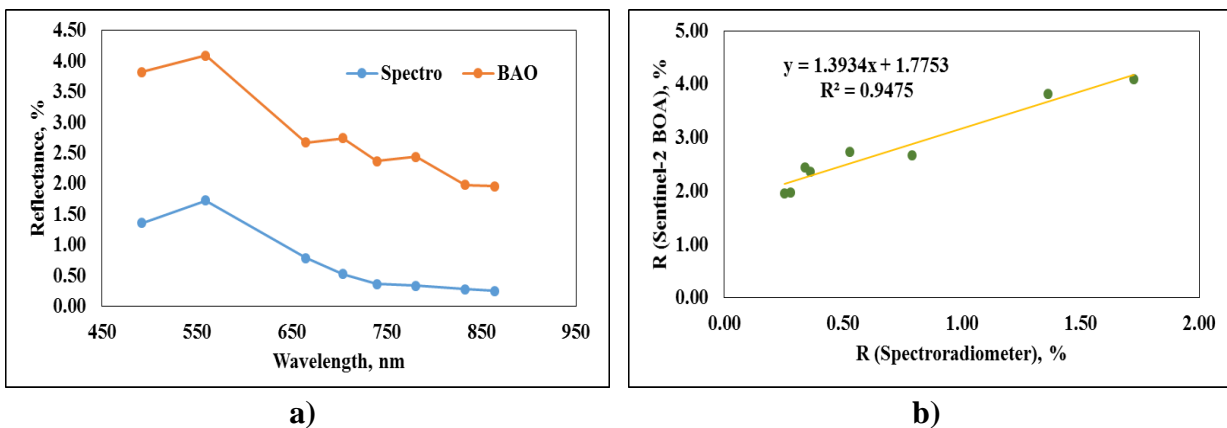 4.50
4.00
3.50
3.00
2.50
2.00
1.50
1.00
0.50
0.00
Reflectance, %
Spectro BAO
450 550 650 750 850 950
Wavelength, nm
a)
5.00
4.00
3.00
2.00
1.00
0.00
R (Sentinel-2 BOA), %
y = 1.3934x + 1.7753
R² = 0.9475
0.00 0.50 1.00 1.50 2.00
R (Spectroradiometer), %
b)